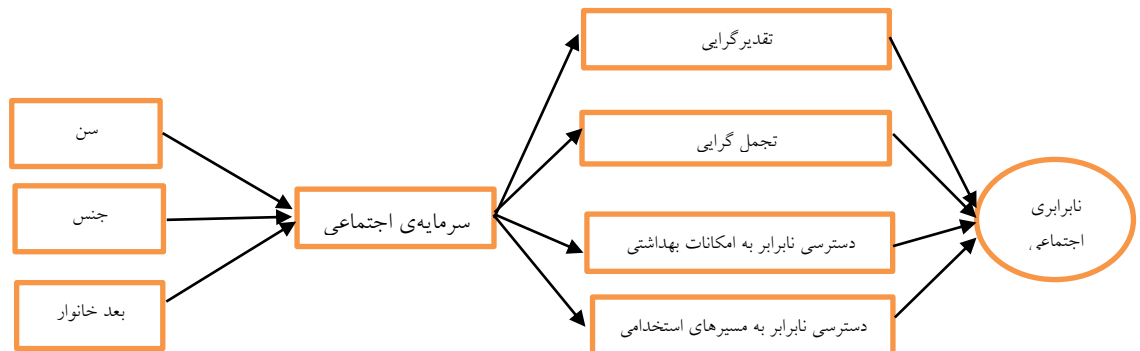 تقدیرگرایی
سن
تجمل گرایی
جنس
سرمایه‌ی اجتماعی
نابرابری
اجتماعی
دسترسی نابرابر به امکانات بهداشتی
بعد خانوار
دسترسی نابرابر به مسیرهای استخدامی